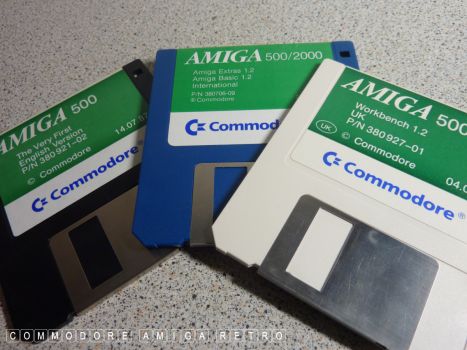 AMIGA 500
The Very First
English Version
P/N 380921-02
© Commodore
14.07.87
Commodore
AMIGA 500/2000
Amiga Extras 1.2
Amiga Basic 1.2
International
P/N 380706-09
© Commodore
Commodore
AMIGA 500
Workbench 1.2
UK
P/N 380927-01
© Commodore
UK
04.0
Commodore®
COMMODORE AMIGA RETRO